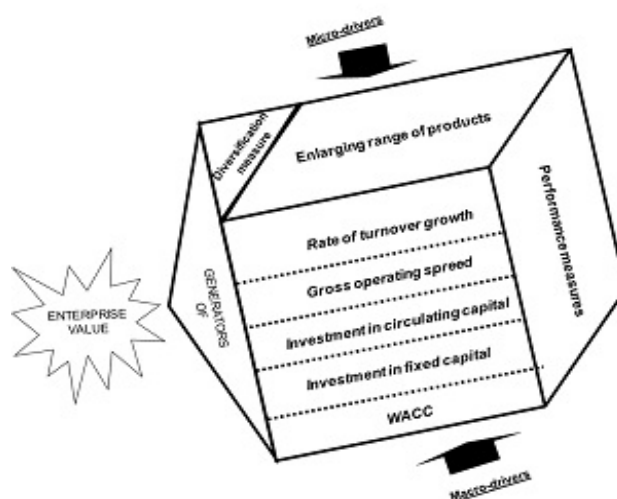 Micro-drivers
Diversification
measure
Enlarging range of products
Performance measures
Rate of turnover growth
Gross operating spread
Investment in circulating capital
Investment in fixed capital
WACC
GENERATORS
OF
ENTERPRISE
VALUE
Macro-drivers